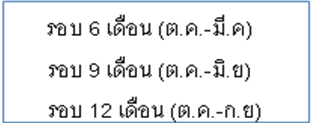 รอบ 6 เดือน (ต.ค.-มี.ค)
รอบ 9 เดือน (ต.ค.-มิ.ย)
รอบ 12 เดือน (ต.ค.-ก.ย)